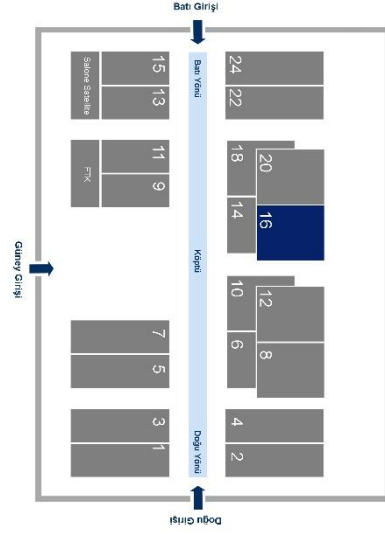 Batı Girişi
Batı Yönü
Salone Satellite
15
13
24
22
FTK
11
9
18
20
14
16
Güney Girişi
Köprü
10
12
6
8
7
5
3
1
4
2
Doğu Yönü
Doğu Girişi